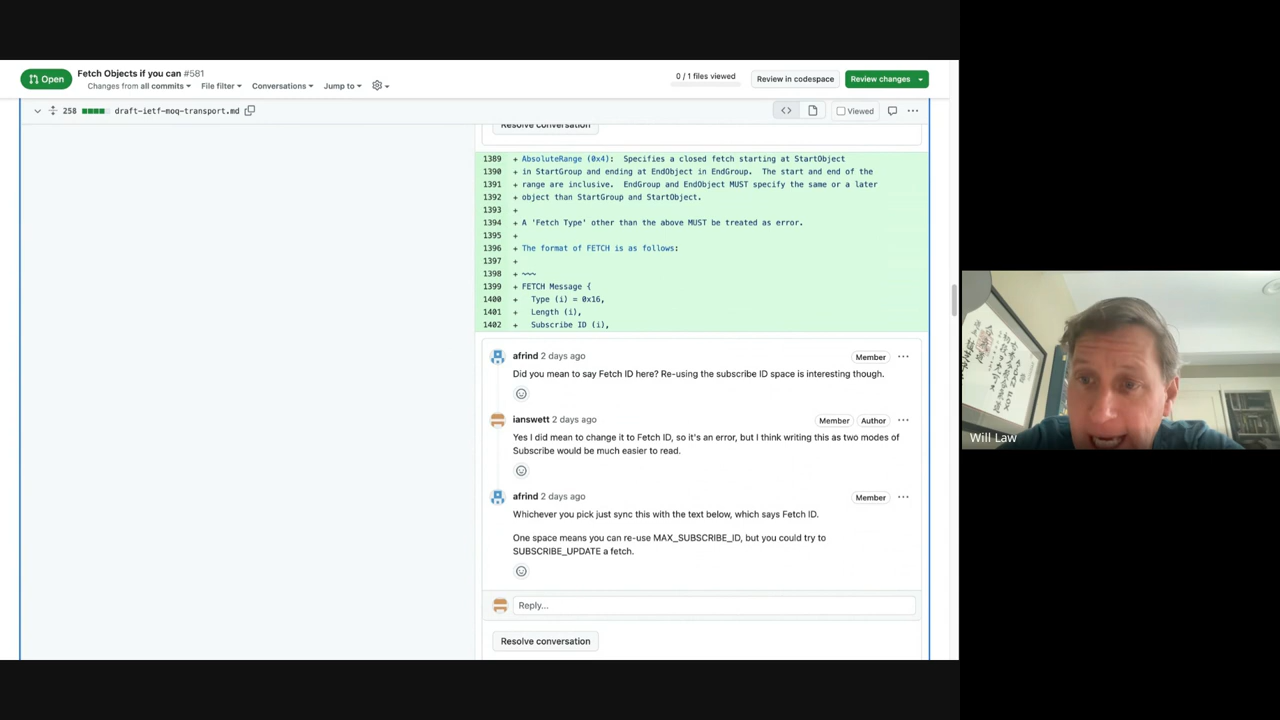 Open
Fetch Objects if you can #581
Changes from all commits
File filter
Conversations
Jump to
0 / 1 files viewed
Review in codespace
Review changes
258
draft-ietf-moq-transport.md
Viewed
Resolve conversation
1389 + AbsoluteRange (0x4): Specifies a closed fetch starting at StartObject
1390 + in StartGroup and ending at EndObject in EndGroup. The start and end of the
1391 + range are inclusive. EndGroup and EndObject MUST specify the same or a later
1392 + object than StartGroup and StartObject.
1393 +
1394 + A 'Fetch Type' other than the above MUST be treated as error.
1395 +
1396 + The format of FETCH is as follows:
1397 +
1398 + ~~~
1399 + FETCH Message {
1400 + Type (i) = 0x16,
1401 + Length (i),
1402 + Subscribe ID (i),
afrind 2 days ago
Member
Did you mean to say Fetch ID here? Re-using the subscribe ID space is interesting though.
ianswett 2 days ago
Member
Author
Yes I did mean to change it to Fetch ID, so it's an error, but I think writing this as two modes of
Subscribe would be much easier to read.
afrind 2 days ago
Member
Whichever you pick just sync this with the text below, which says Fetch ID.
One space means you can re-use MAX_SUBSCRIBE_ID, but you could try to
SUBSCRIBE_UPDATE a fetch.
Reply...
Resolve conversation
Will Law